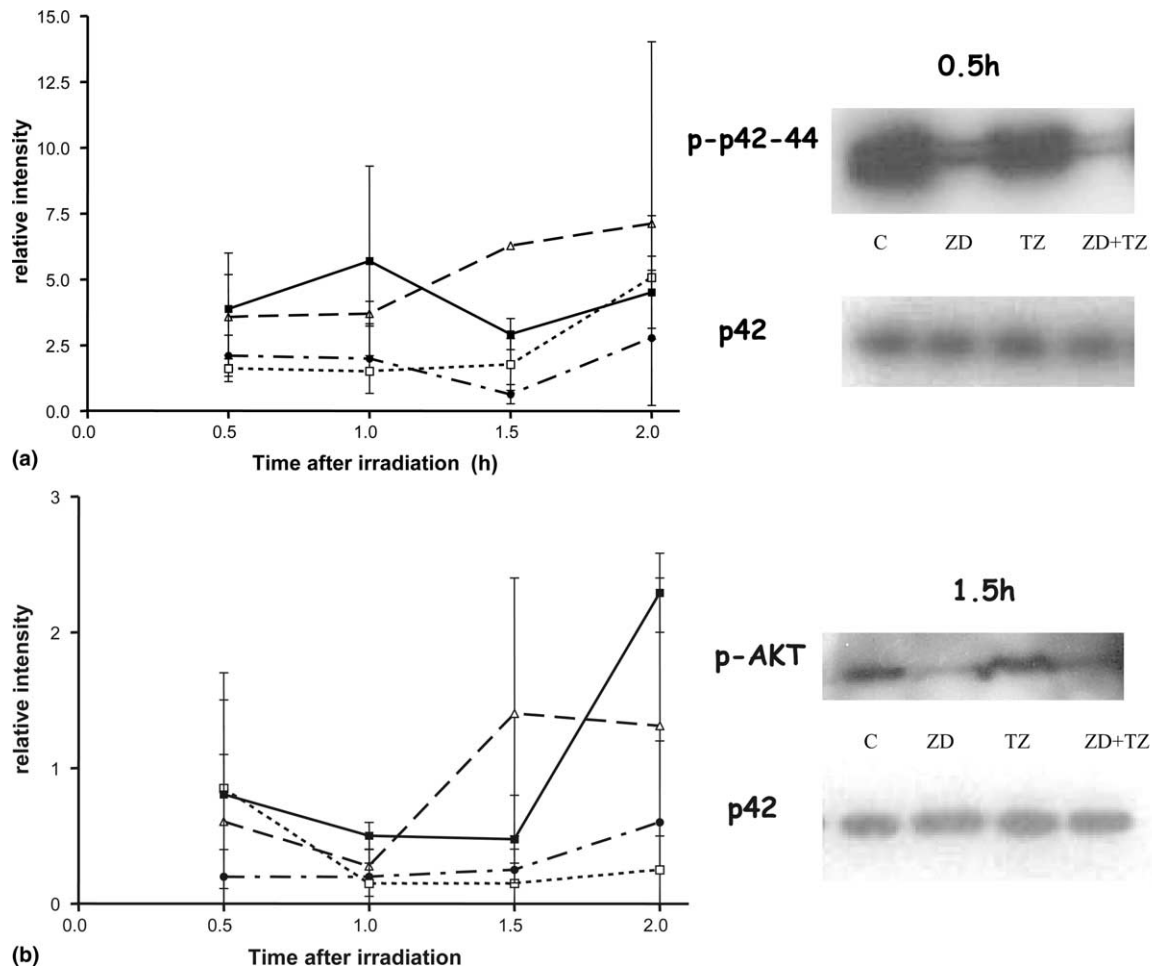 15.0
12.5
10.0
7.5
5.0
2.5
0.0
relative intensity
0.0 0.5 1.0 1.5 2.0
Time after irradiation (h)
(a)
0.5h
p-p42-44
C ZD TZ ZD+TZ
p42
3
2
1
0
relative intensity
0.0 0.5 1.0 1.5 2.0
Time after irradiation
(b)
1.5h
p-AKT
C ZD TZ ZD+TZ
p42